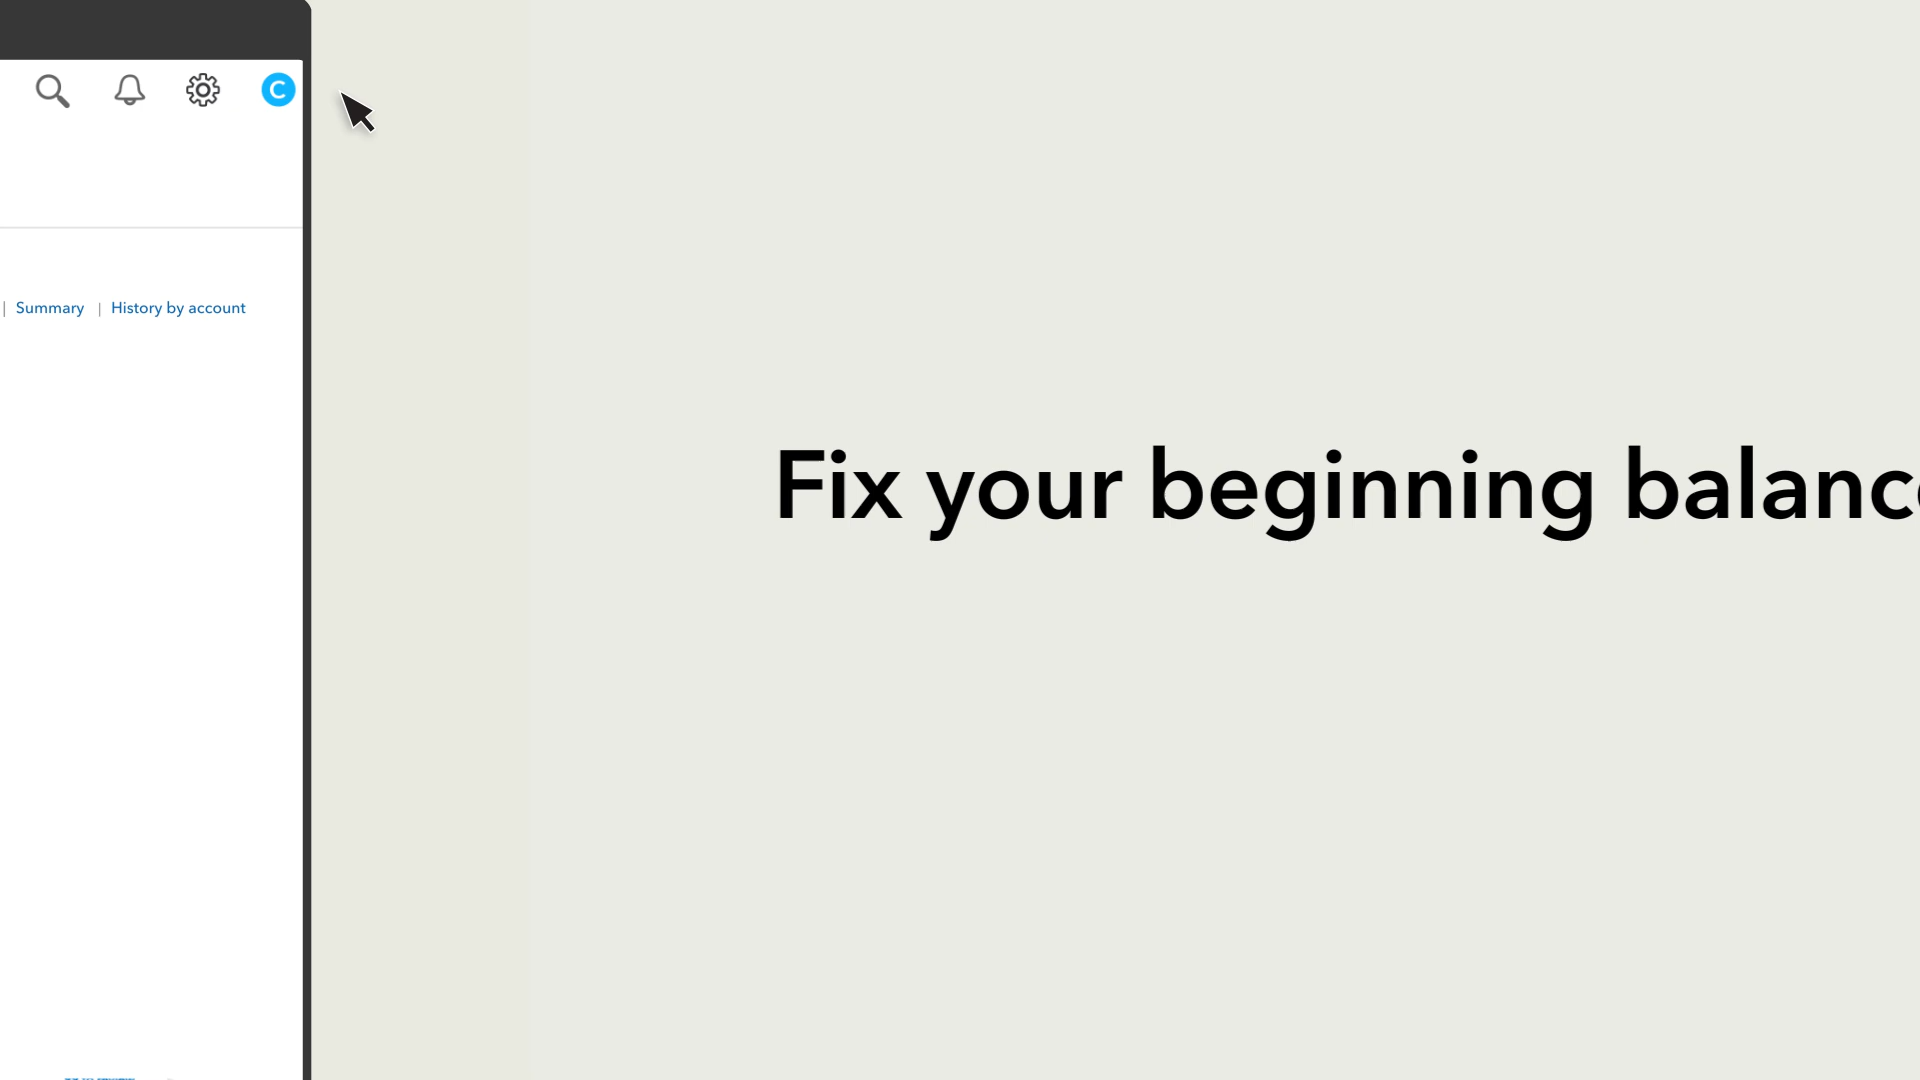 C
| Summary | History by account
Fix your beginning balanc